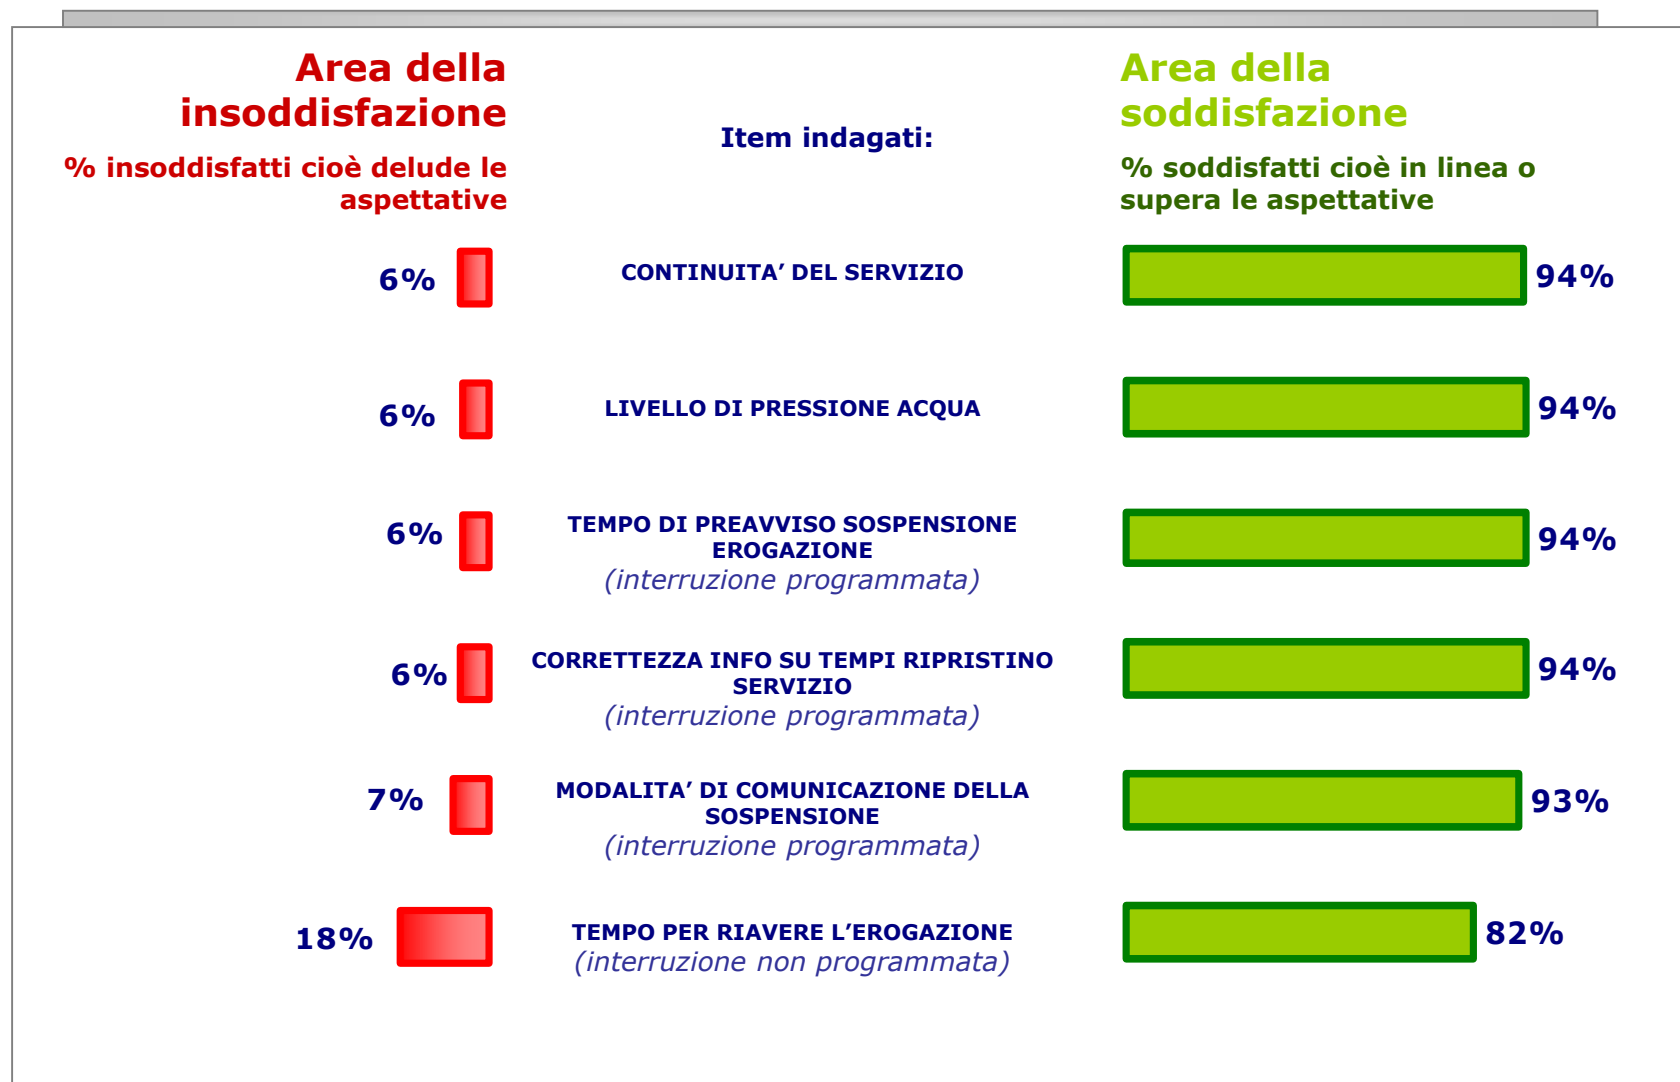 Area della
insoddisfazione
% insoddisfatti cioè delude le
aspettative
Item indagati:
Area della
soddisfazione
% soddisfatti cioè in linea o
supera le aspettative
6%
CONTINUITA’ DEL SERVIZIO
94%
6%
LIVELLO DI PRESSIONE ACQUA
94%
6%
TEMPO DI PREAVVISO SOSPENSIONE
EROGAZIONE
(interruzione programmata)
94%
6%
CORRETTEZZA INFO SU TEMPI RIPRISTINO
SERVIZIO
(interruzione programmata)
94%
7%
MODALITA’ DI COMUNICAZIONE DELLA
SOSPENSIONE
(interruzione programmata)
93%
18%
TEMPO PER RIAVERE L’EROGAZIONE
(interruzione non programmata)
82%